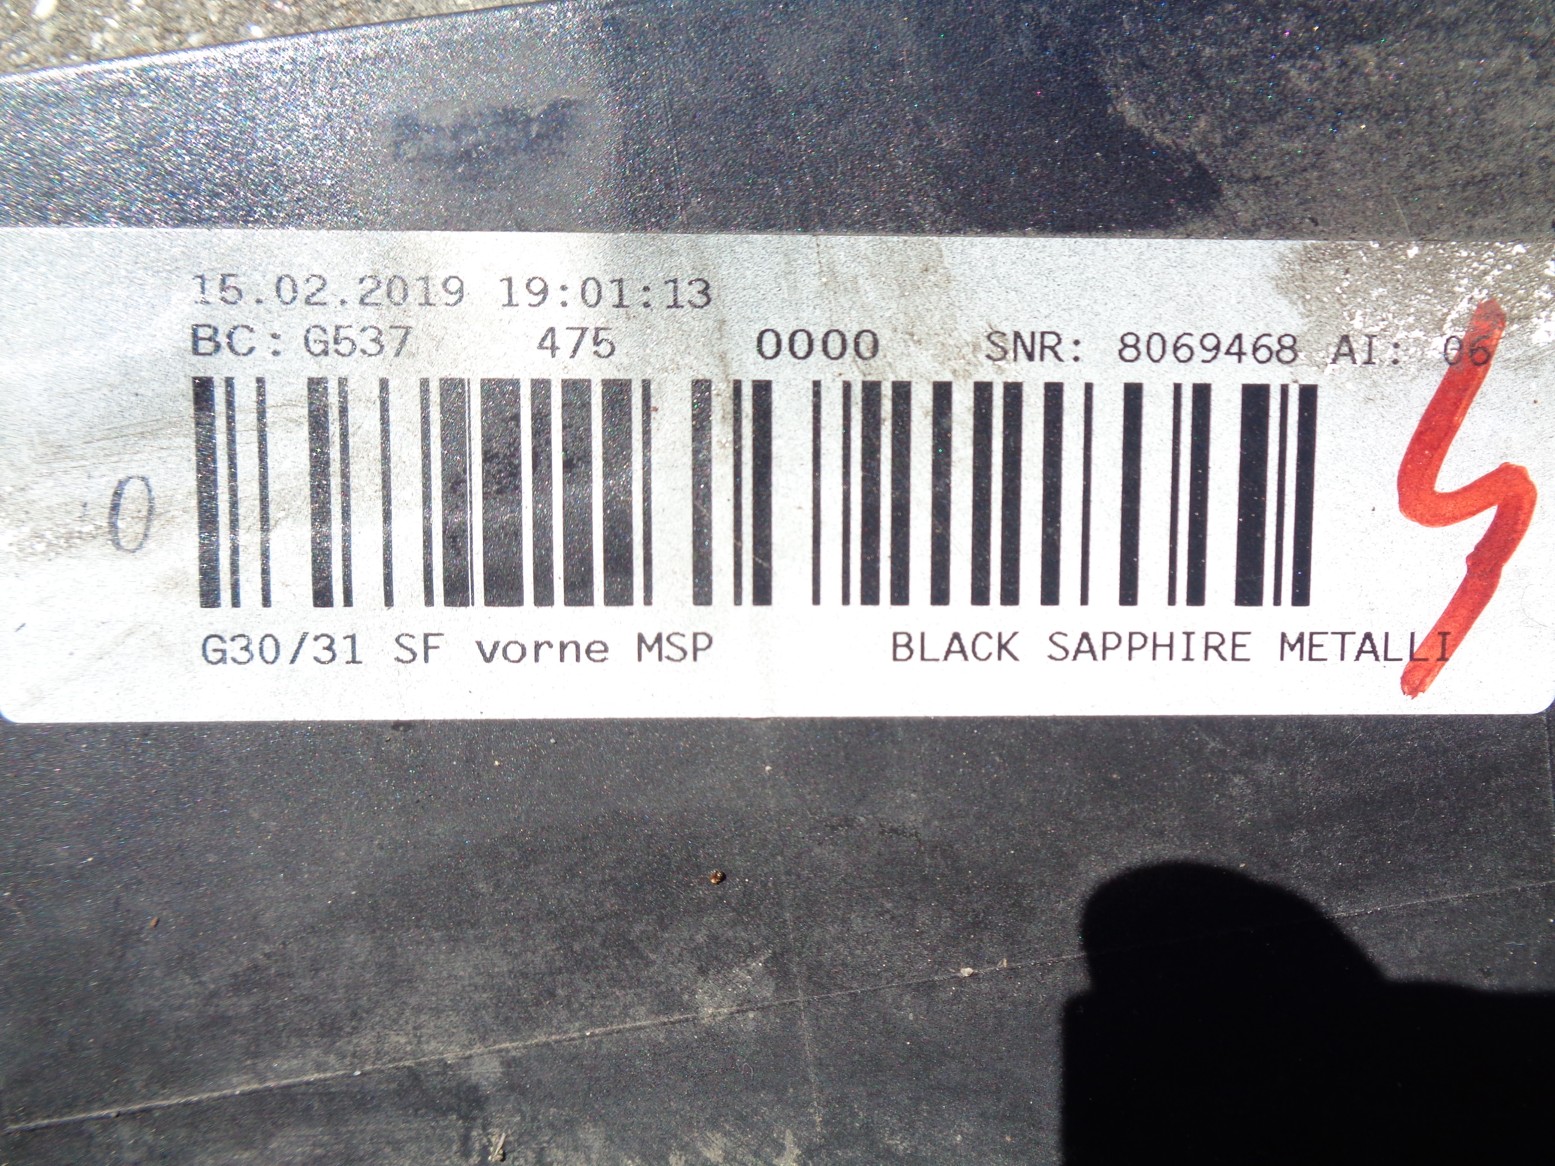 15.02.2019 19:01:13
BC: G537 475 0000 SNR: 8069468 AI: 06
0
G30/31 SF vorne MSP BLACK SAPPHIRE METALLI